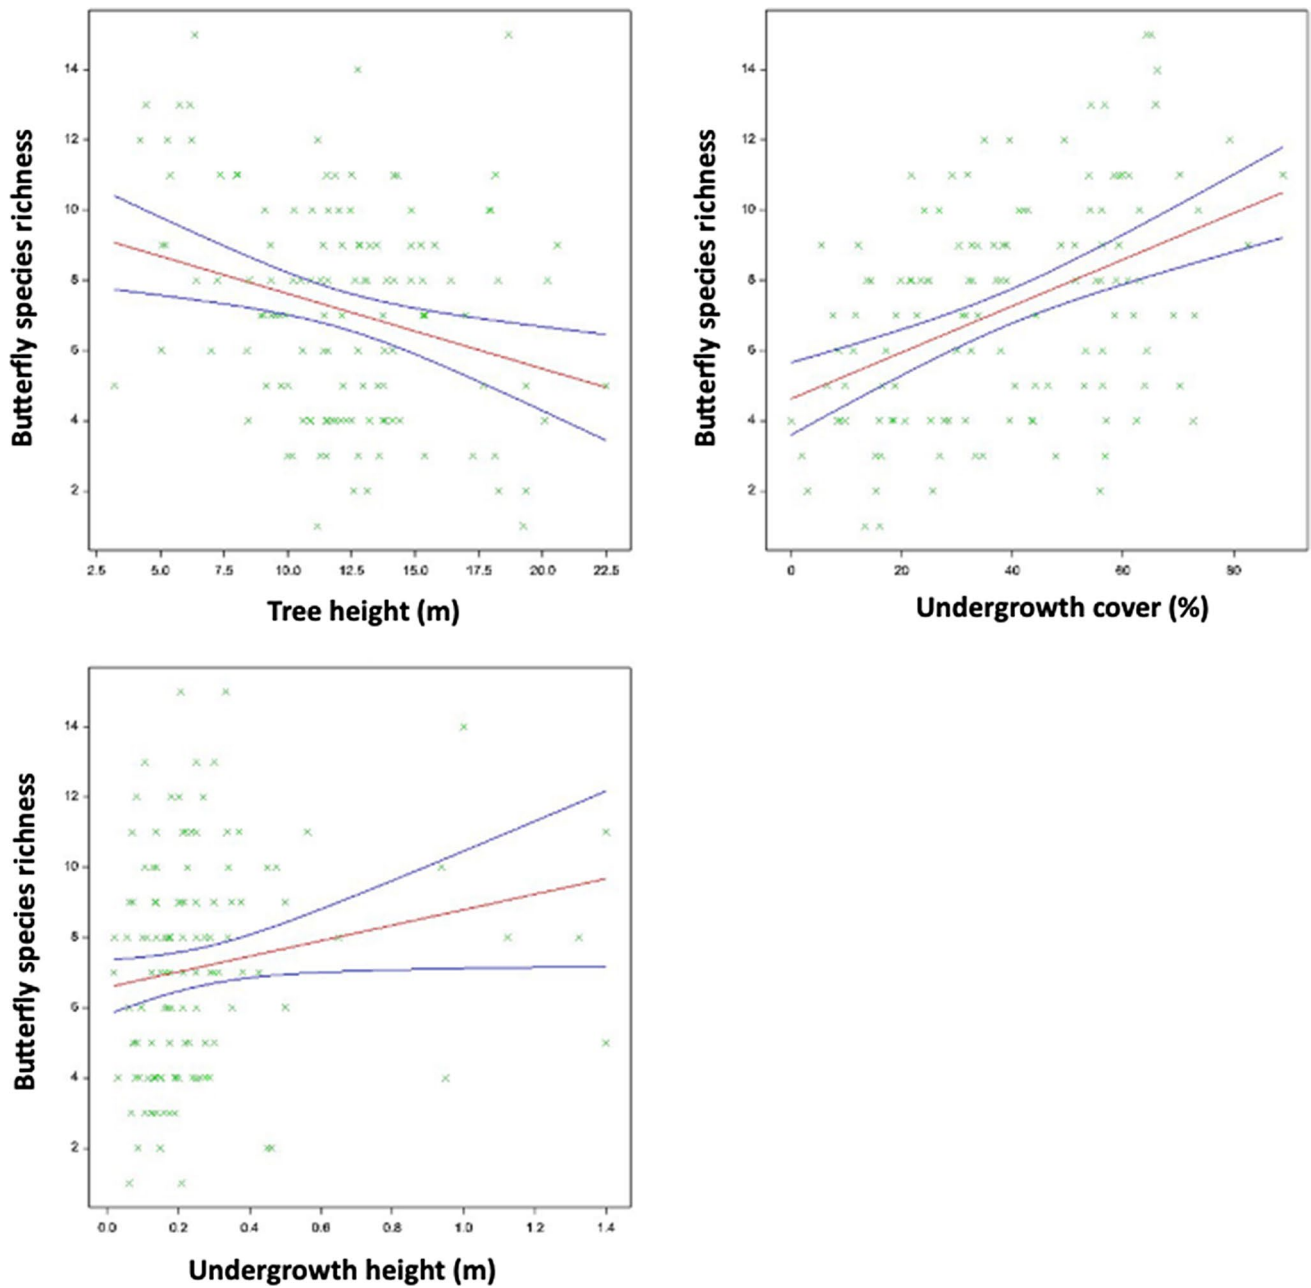 Butterfly species richness
14
12
10
8
6
4
2
2.5 5.0 7.5 10.0 12.5 15.0 17.5 20.0 22.5
Tree height (m)
Butterfly species richness
14
12
10
8
6
4
2
0 20 40 60 80
Undergrowth cover (%)
Butterfly species richness
14
12
10
8
6
4
2
0.0 0.2 0.4 0.6 0.8 1.0 1.2 1.4
Undergrowth height (m)